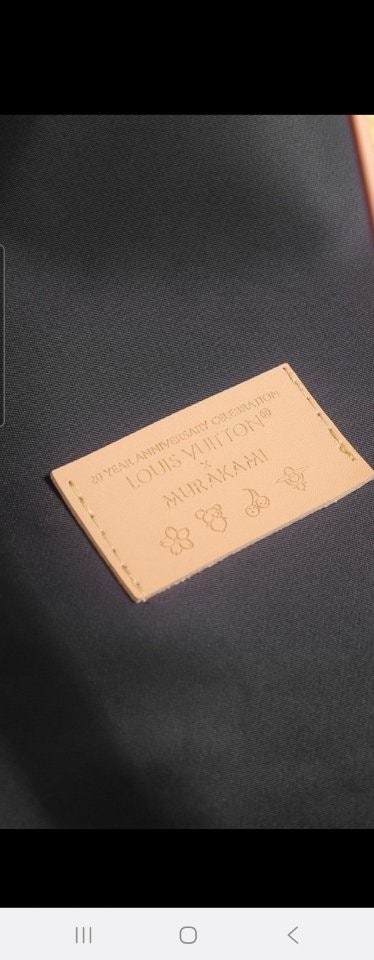 20 YEAR ANNIVERSARY CELEBRATION
LOUIS VUITTON®
×
MURAKAMI